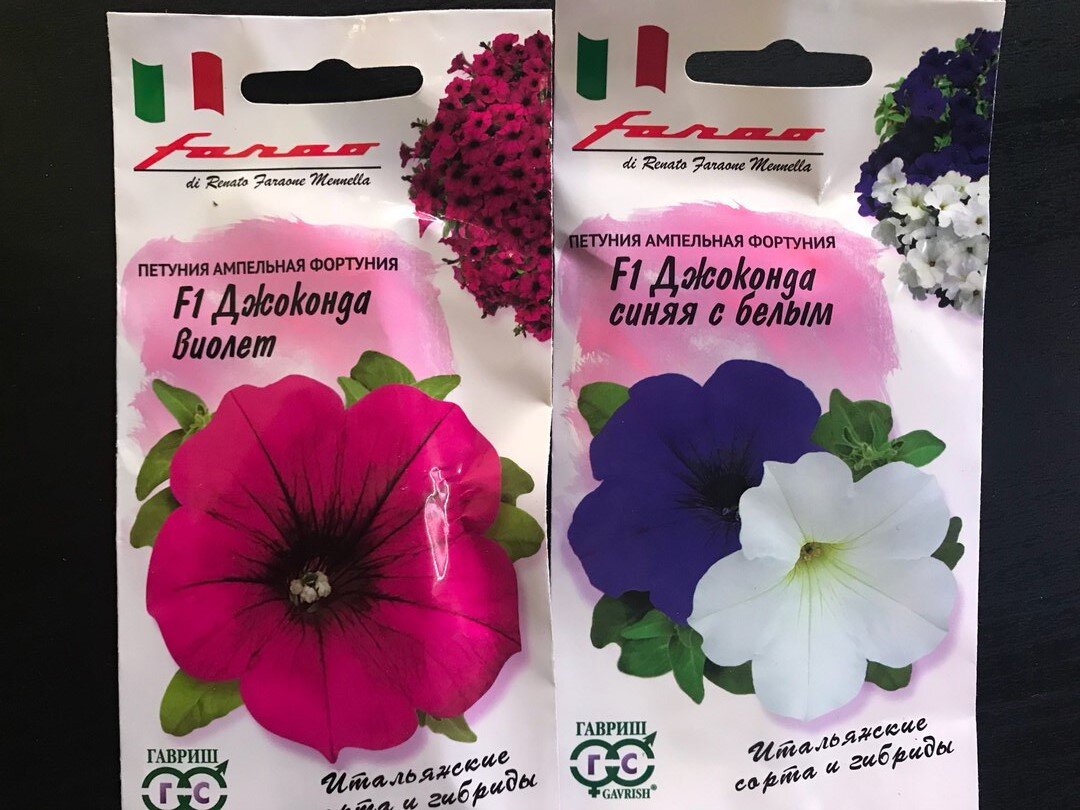 Farao
di Renato Faraone Mennella
ПЕТУНИЯ АМПЕЛЬНАЯ ФОРТУНИЯ
F1 Джоконда
Виолет
ГАВРИШ
ГС
Итальянские
сорта и гибриды
Farao
di Renato Faraone Mennella
ПЕТУНИЯ АМПЕЛЬНАЯ ФОРТУНИЯ
F1 Джоконда
синяя с белым
ГАВРИШ
ГС
GAVRISH®
Итальянские
сорта и гибриды